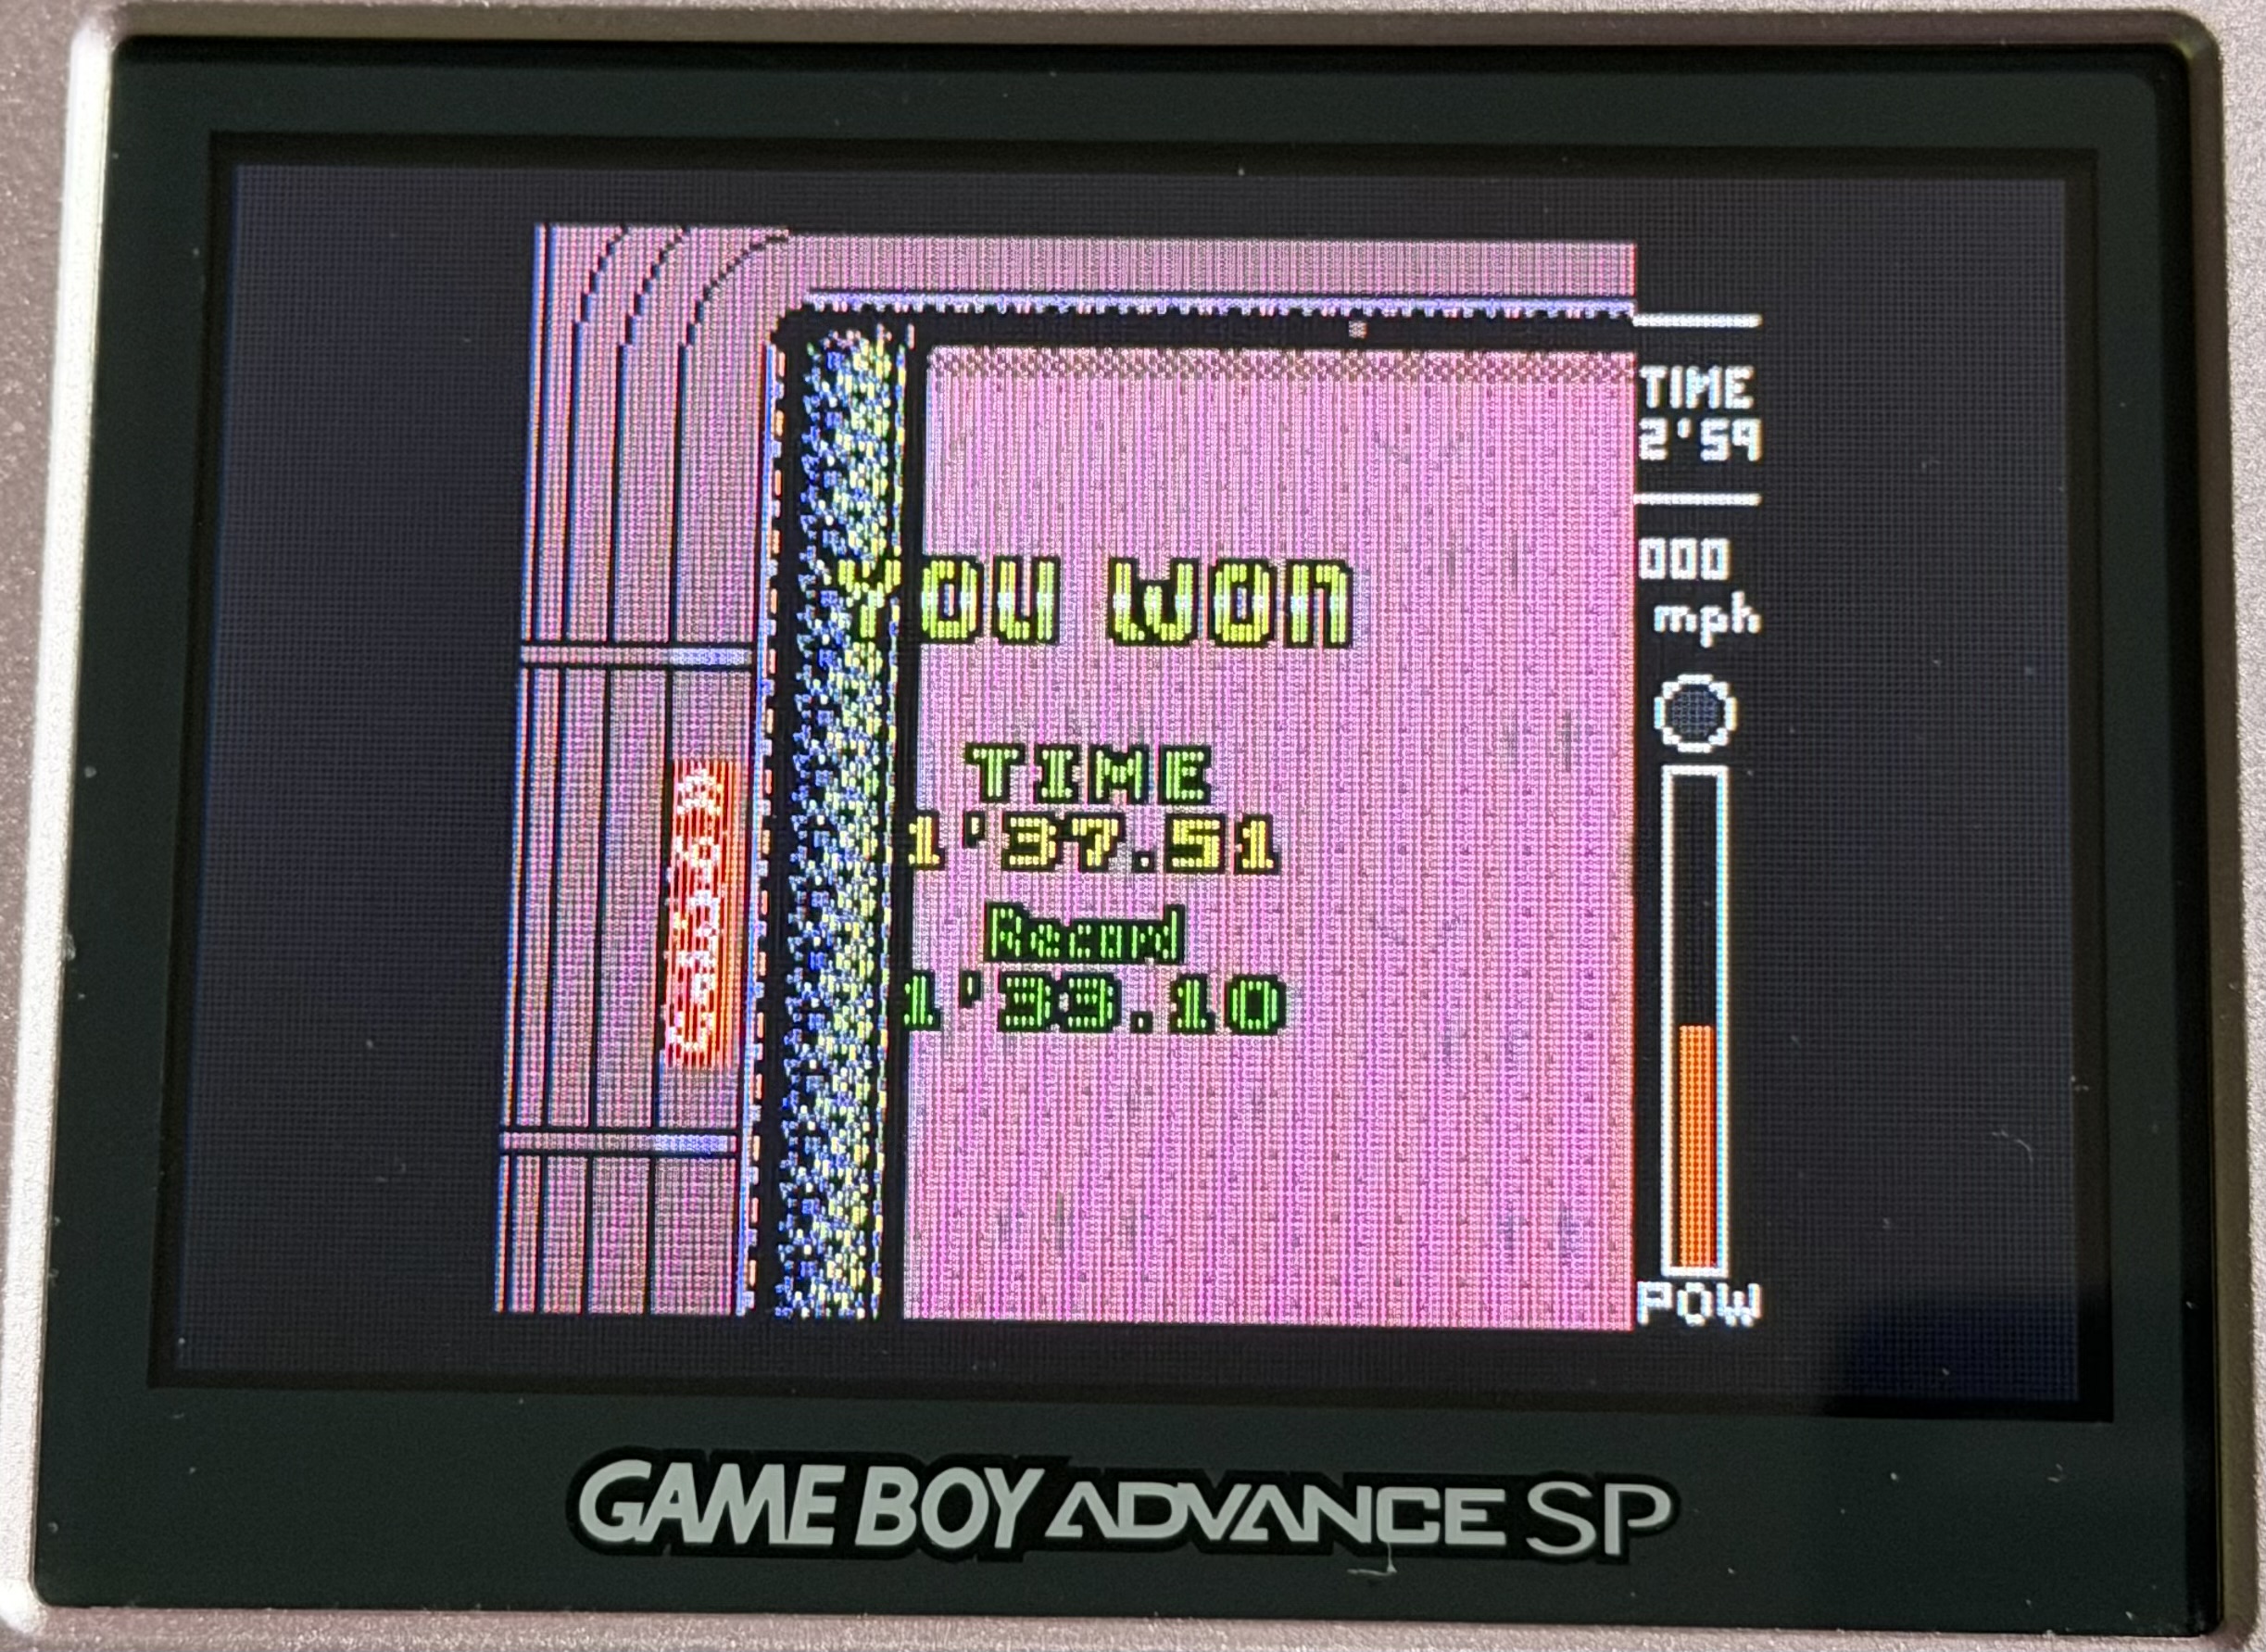 TIME
2'59
000
mph
YOU WON
TIME
1'37.51
Record
1'33.10
POW
GAME BOY ADVANCE SP